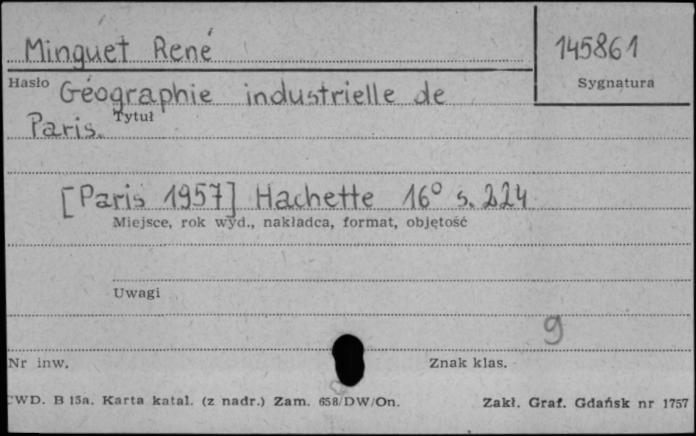 Minguet René
145861
Hasło
Sygnatura
Géographie industrielle de
Tytuł
Paris.
[Paris 1957] Hachette 16° s. 224
Miejsce, rok wyd., nakładca, format, objętość
Uwagi
9
Nr inw.
Znak klas.
CWD. B 15a. Karta katal. (z nadr.) Zam. 658/DW/On.
Zakł. Graf. Gdańsk nr 1757